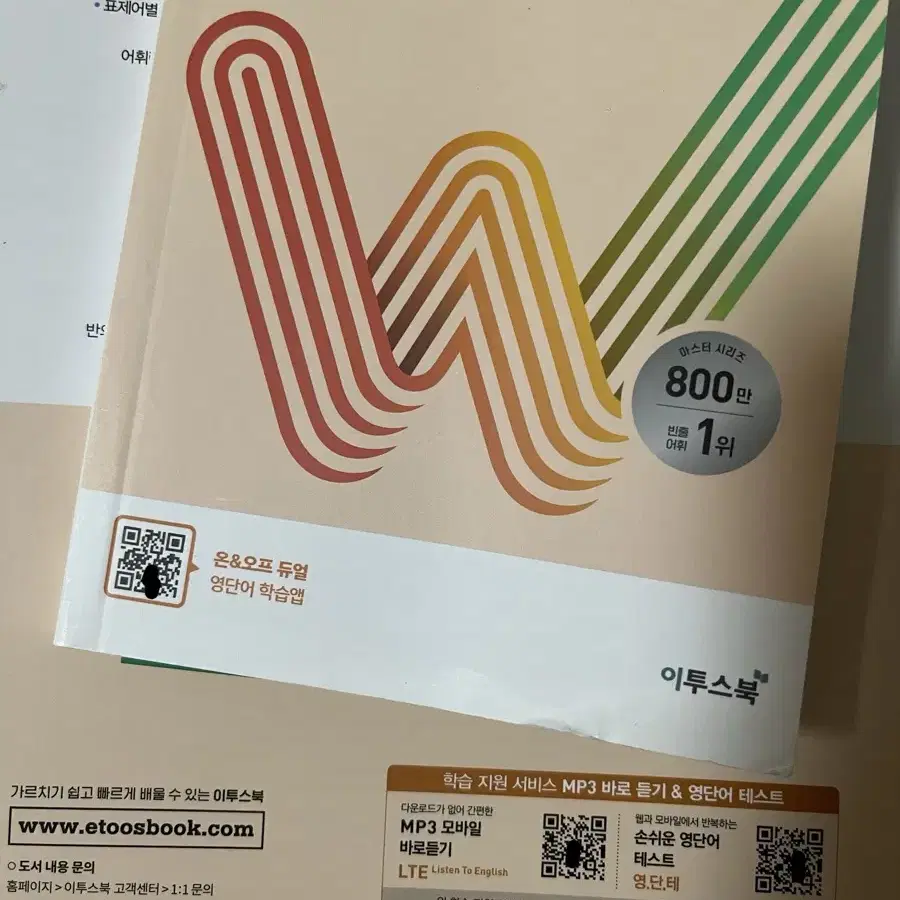 • 표제어별
어휘
반의
마스터 시리즈
800만
빈출
어휘
1위
온&오프 듀얼
영단어 학습앱
이투스북
가르치기 쉽고 빠르게 배울 수 있는 이투스북
www.etoosbook.com
○ 도서 내용 문의
홈페이지 > 이투스북 고객센터 > 1:1 문의
학습 지원 서비스 MP3 바로 듣기 & 영단어 테스트
다운로드가 없어 간편한
MP3 모바일
바로듣기
LTE Listen To English
웹과 모바일에서 반복하는
손쉬운 영단어
테스트
영.단.테